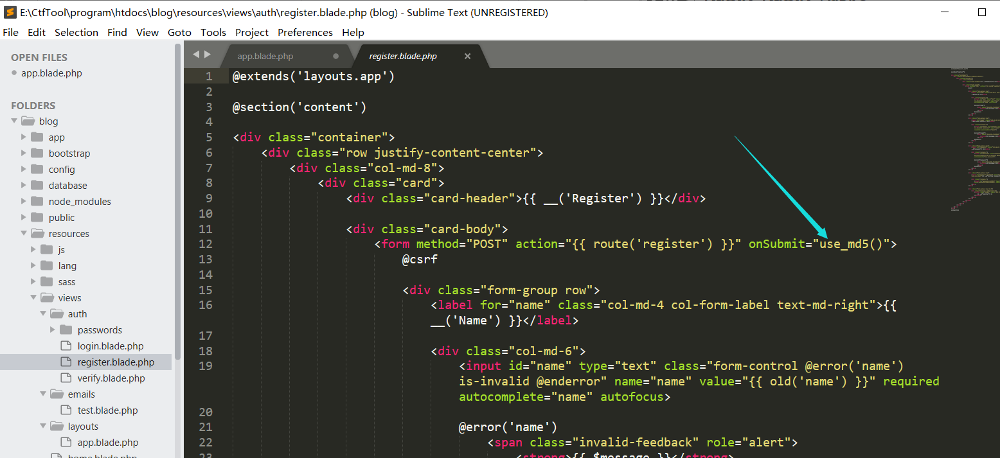 E:\CtfTool\program\htdocs\blog\resources\views\auth\register.blade.php (blog) - Sublime Text (UNREGISTERED)
File Edit Selection Find View Goto Tools Project Preferences Help
OPEN FILES
app.blade.php
FOLDERS
blog
app
bootstrap
config
database
node_modules
public
resources
js
lang
sass
views
auth
passwords
login.blade.php
register.blade.php
verify.blade.php
emails
test.blade.php
layouts
app.blade.php
home.blade.php
app.blade.php register.blade.php
1 @extends('layouts.app')
2
3 @section('content')
4
5 <div class="container">
6 <div class="row justify-content-center">
7 <div class="col-md-8">
8 <div class="card">
9 <div class="card-header">{{ __('Register') }}</div>
10
11 <div class="card-body">
12 <form method="POST" action="{{ route('register') }}" onSubmit="use_md5()">
13 @csrf
14
15 <div class="form-group row">
16 <label for="name" class="col-md-4 col-form-label text-md-right">{{
__('Name') }}</label>
17
18 <div class="col-md-6">
19 <input id="name" type="text" class="form-control @error('name')
is-invalid @enderror" name="name" value="{{ old('name') }}" required
autocomplete="name" autofocus>
20
21 @error('name')
22 <span class="invalid-feedback" role="alert">
23 <strong>{{ $message }}</strong>